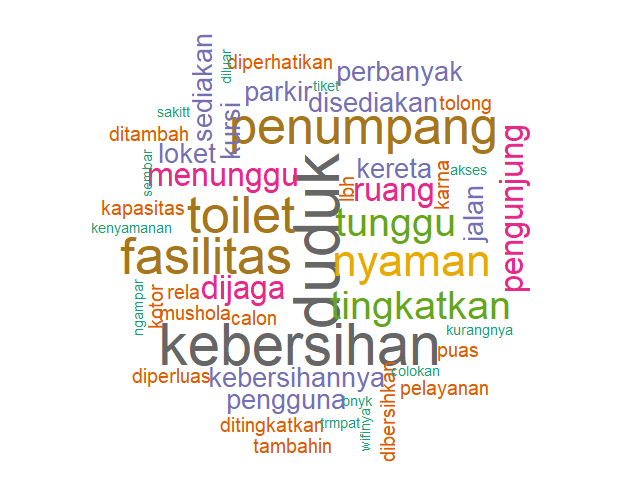 sediakan
diluar
diperhatikan
perbanyak
parkir
tiket
disediakan
tolong
sakitt
kursi
penumpang
ditambah
loket
duduk
kereta
akses
sembar
menunggu
lbh
ruang
karna
pengunjung
kapasitas
toilet
tunggu
jalan
kenyamanan
fasilitas
nyaman
ngampar
kotor
rela
dijaga
tingkatkan
mushola
calon
kebersihan
kurangnya
puas
diperluas
kebersihannya
colokan
pelayanan
pengguna
bnyk
dibersihkan
ditingkatkan
trmpat
wifinya
tambahin